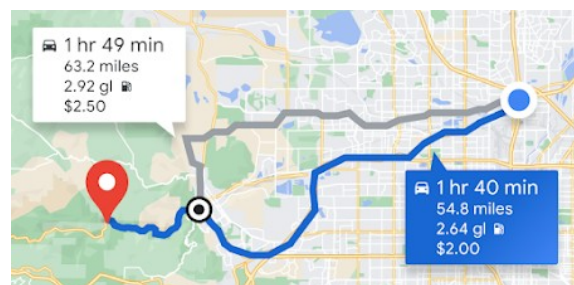 1 hr 49 min
63.2 miles
2.92 gl
$2.50
1 hr 40 min
54.8 miles
2.64 gl
$2.00